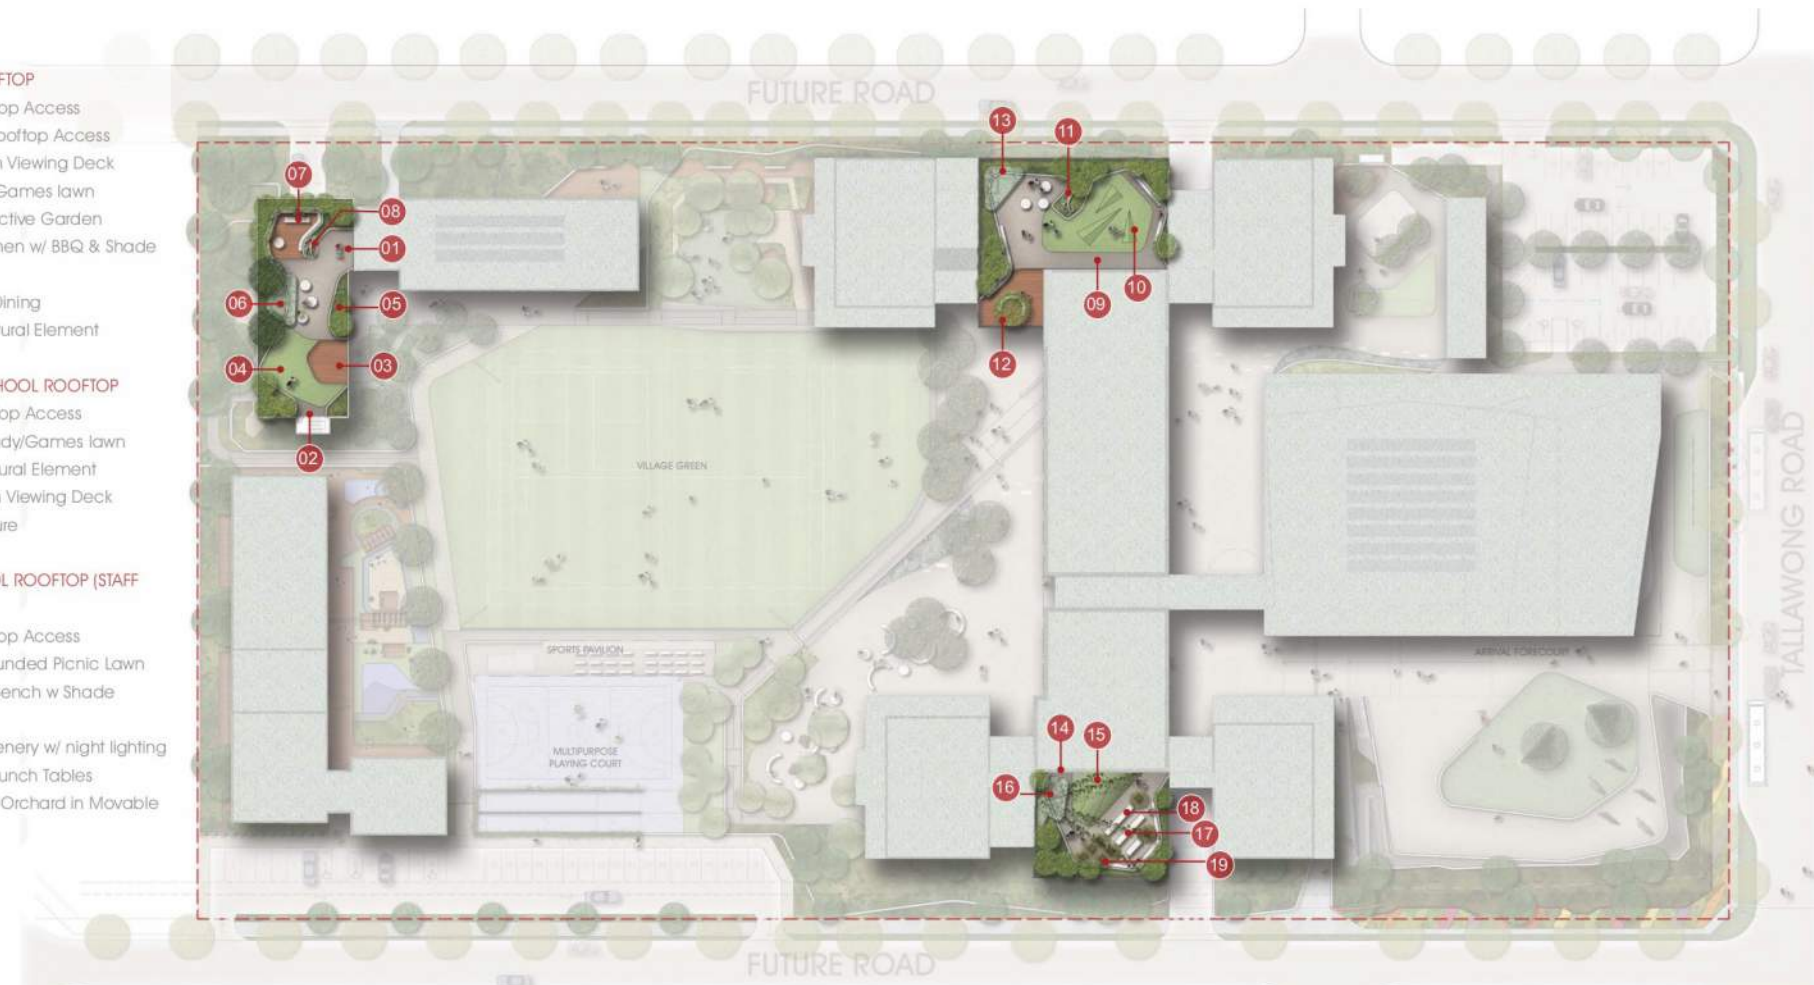 FTOP
op Access
ooftop Access
n Viewing Deck
Games lawn
ctive Garden
hen w/ BBQ & Shade
Dining
ural Element
HOOL ROOFTOP
op Access
dy/Games lawn
ural Element
n Viewing Deck
ure
OL ROOFTOP (STAFF
op Access
unded Picnic Lawn
Bench w Shade
enery w/ night lighting
unch Tables
Orchard in Movable
FUTURE ROAD
13
11
07
08
01
09
10
06
05
12
04
03
02
VILLAGE GREEN
TALLAWONG ROAD
SPORTS PAVILION
ARRIVAL FORECOURT
MULTIPURPOSE
PLAYING COURT
14
15
16
18
17
19
FUTURE ROAD